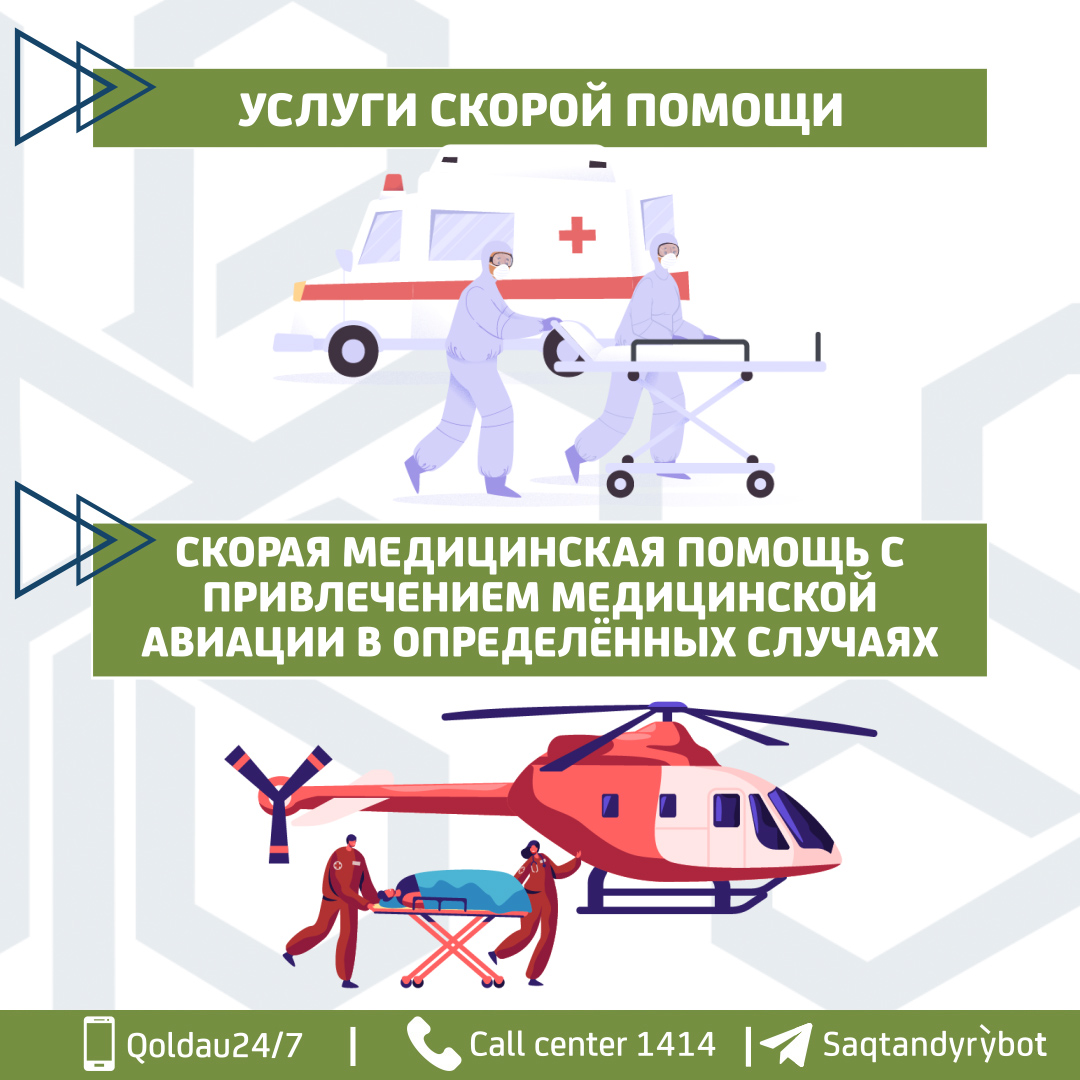 УСЛУГИ СКОРОЙ ПОМОЩИ
СКОРАЯ МЕДИЦИНСКАЯ ПОМОЩЬ С
ПРИВЛЕЧЕНИЕМ МЕДИЦИНСКОЙ
АВИАЦИИ В ОПРЕДЕЛЁННЫХ СЛУЧАЯХ
Qoldau24/7 | Call center 1414 | Saqtandyrỳbot